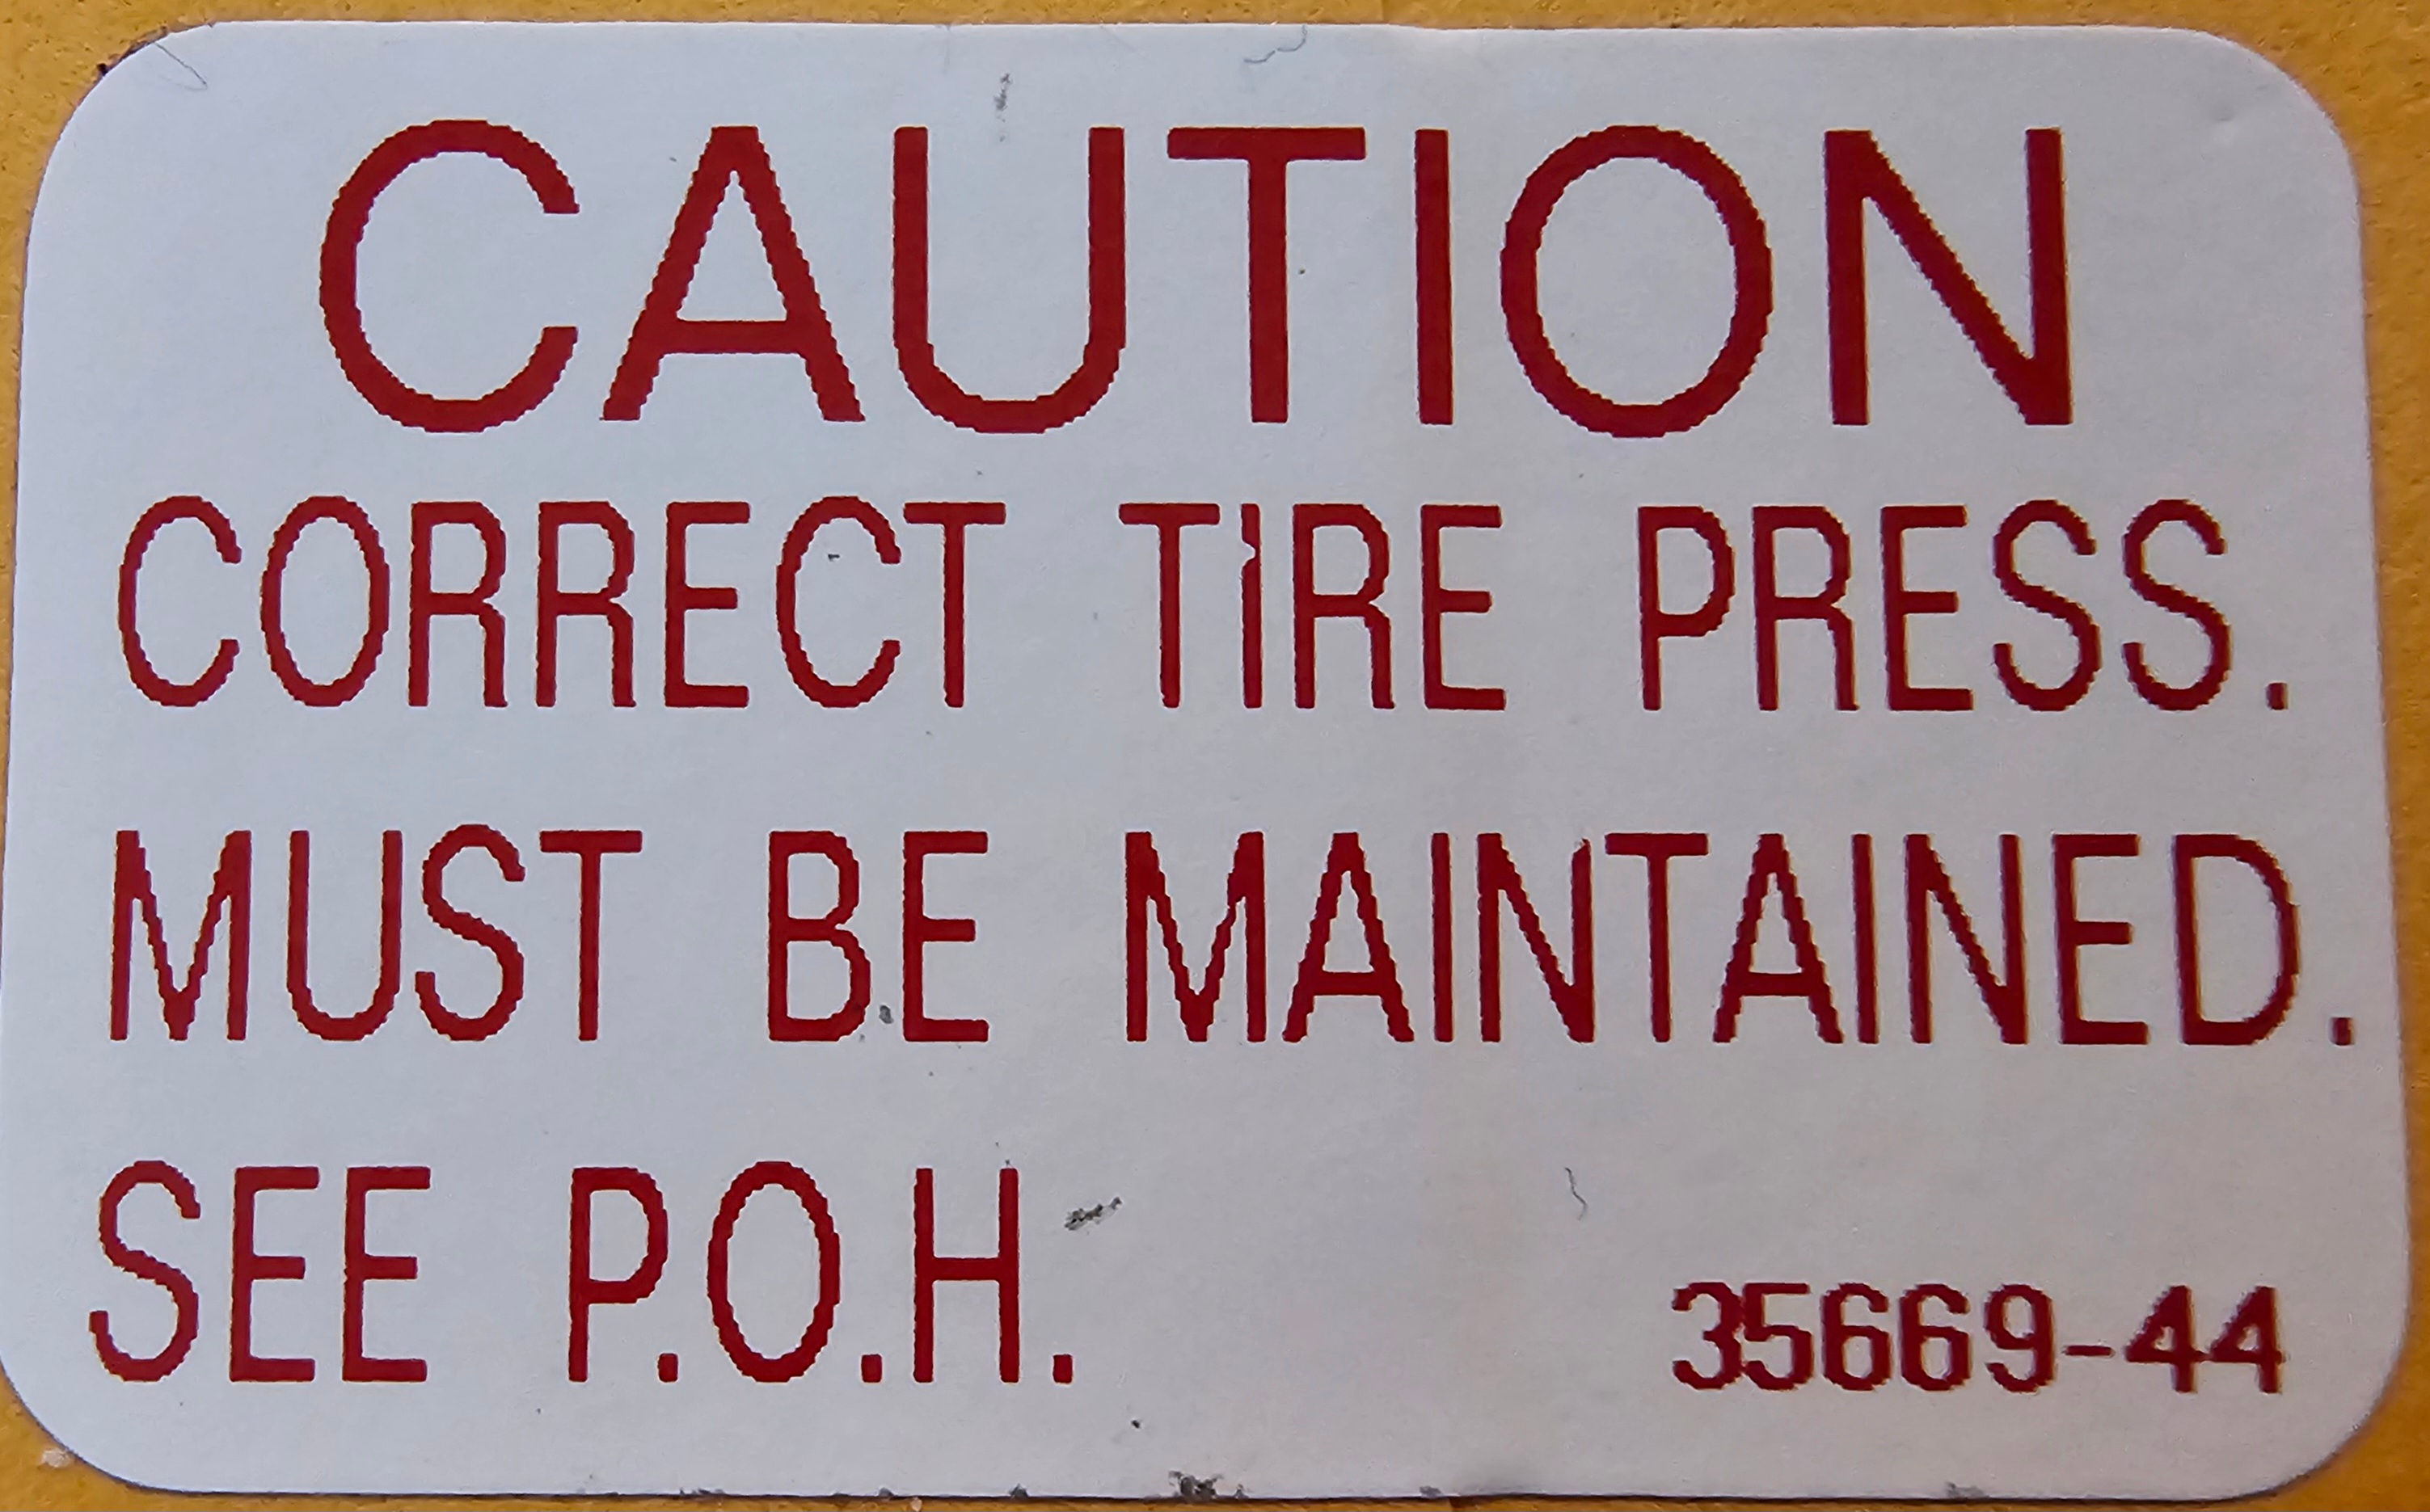 CAUTION
CORRECT TIRE PRESS.
MUST BE MAINTAINED.
SEE P.O.H.
35669-44